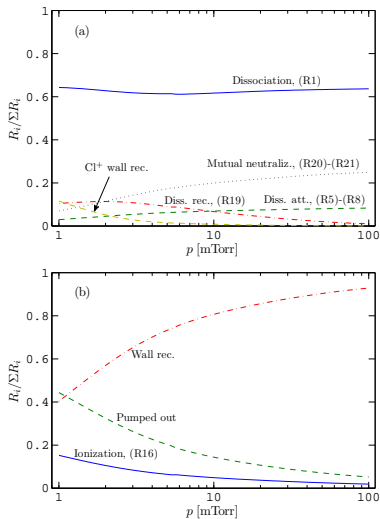 (a)
1
0.8
0.6
0.4
0.2
0
R_i/ΣR_i
Dissociation, (R1)
Mutual neutraliz., (R20)-(R21)
Cl⁺ wall rec.
Diss. rec., (R19)
Diss. att., (R5)-(R8)
1
10
100
p [mTorr]
(b)
1
0.8
0.6
0.4
0.2
0
R_i/ΣR_i
Wall rec.
Pumped out
Ionization, (R16)
1
10
100
p [mTorr]